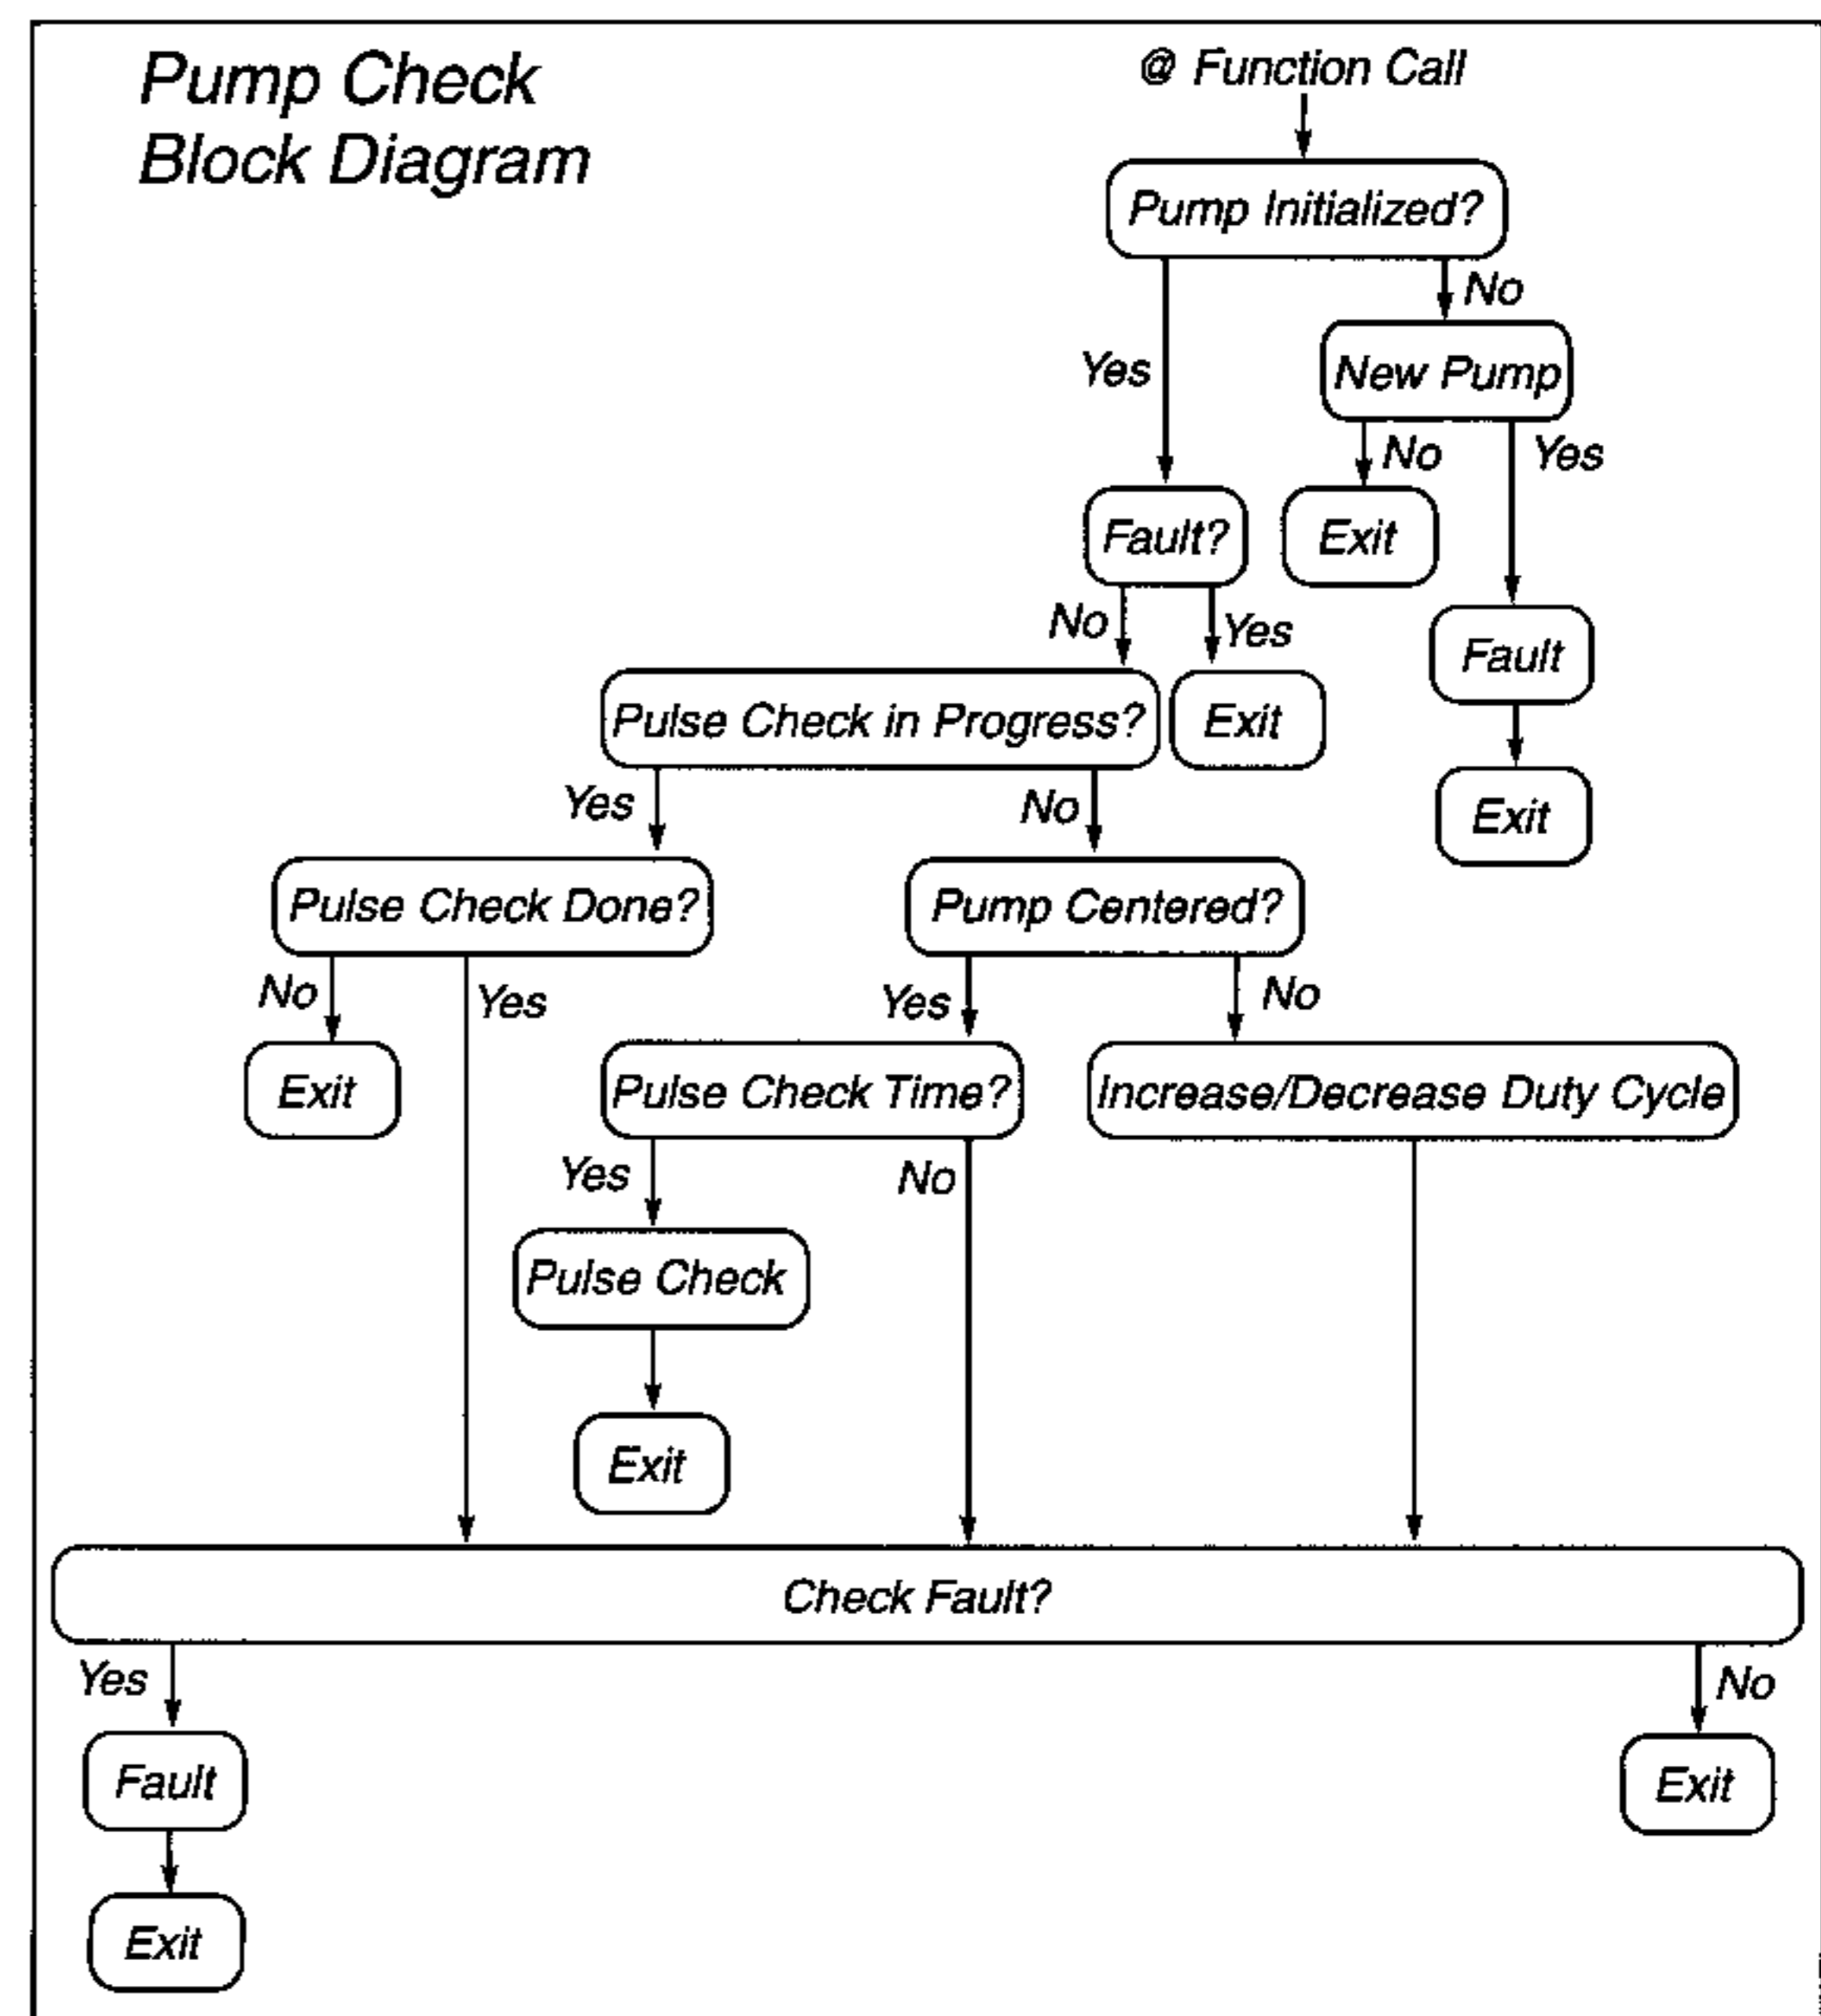 Pump Check
Block Diagram
@ Function Call
Pump Initialized?
No
Yes
New Pump
No
Yes
Fault?
Exit
No
Yes
Fault
Pulse Check in Progress?
Exit
Yes
No
Exit
Pulse Check Done?
Pump Centered?
No
Yes
Yes
No
Exit
Pulse Check Time?
Increase/Decrease Duty Cycle
Yes
No
Pulse Check
Exit
Check Fault?
Yes
No
Fault
Exit
Exit